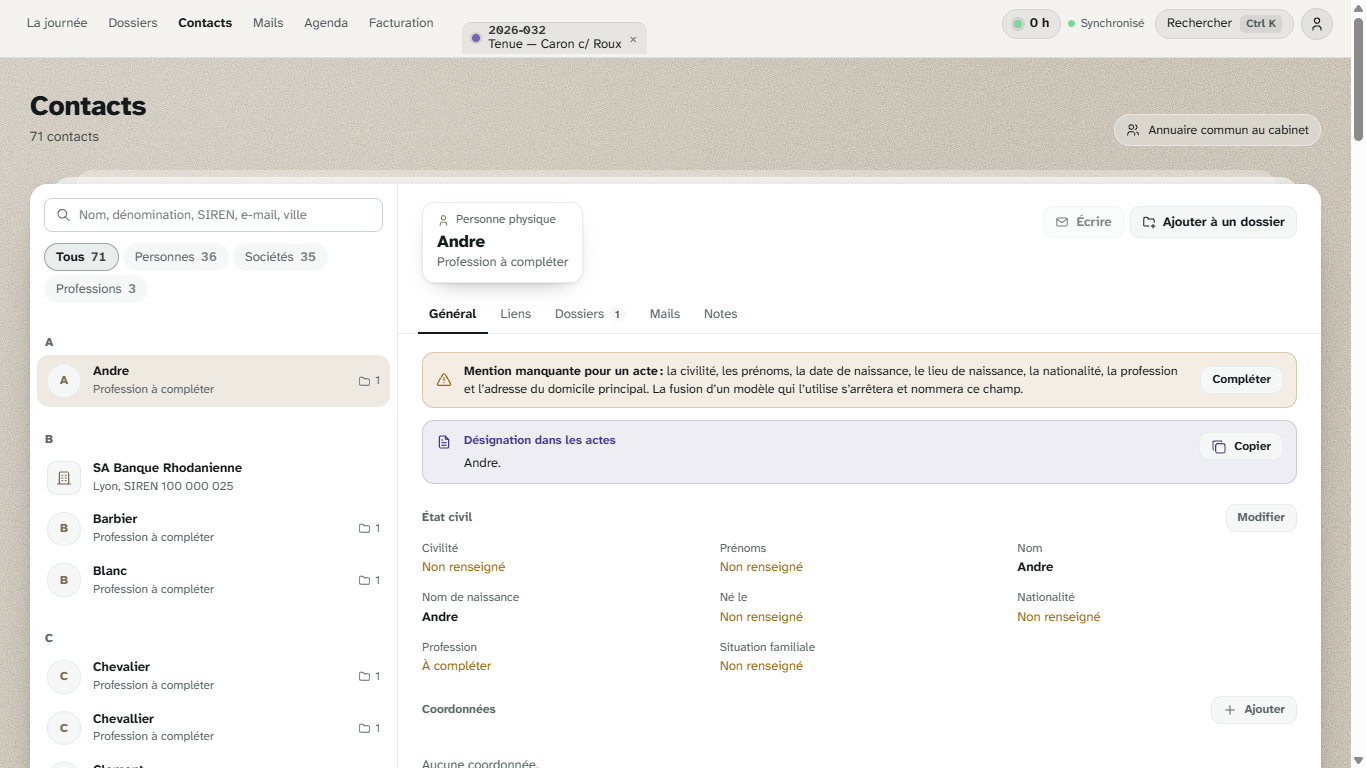 La journée
Dossiers
Contacts
Mails
Agenda
Facturation
2026-032
Tenue — Caron c/ Roux
×
0 h
Synchronisé
Rechercher Ctrl K
Contacts
71 contacts
Annuaire commun au cabinet
Nom, dénomination, SIREN, e-mail, ville
Tous 71
Personnes 36
Sociétés 35
Professions 3
A
A
Andre
Profession à compléter
1
B
SA Banque Rhodanienne
Lyon, SIREN 100 000 025
B
Barbier
Profession à compléter
1
B
Blanc
Profession à compléter
1
C
C
Chevalier
Profession à compléter
1
C
Chevallier
Profession à compléter
1
Personne physique
Andre
Profession à compléter
Écrire
Ajouter à un dossier
Général
Liens
Dossiers 1
Mails
Notes
Mention manquante pour un acte : la civilité, les prénoms, la date de naissance, le lieu de naissance, la nationalité, la profession
et l’adresse du domicile principal. La fusion d’un modèle qui l’utilise s’arrêtera et nommera ce champ.
Compléter
Désignation dans les actes
Andre.
Copier
État civil
Modifier
Civilité
Non renseigné
Prénoms
Non renseigné
Nom
Andre
Nom de naissance
Andre
Né le
Non renseigné
Nationalité
Non renseigné
Profession
À compléter
Situation familiale
Non renseigné
Coordonnées
Ajouter
Aucune coordonnée.